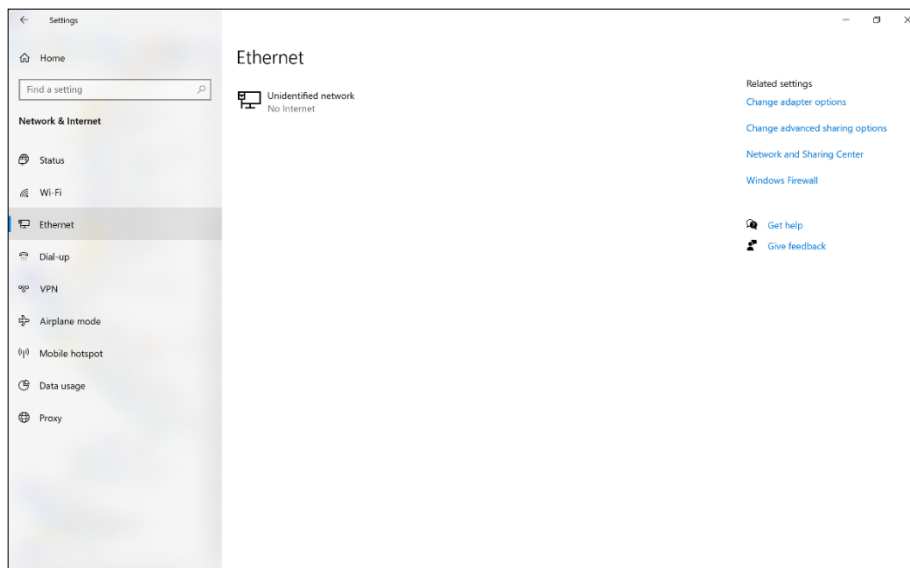 Settings
Home
Find a setting
Network & Internet
Status
Wi-Fi
Ethernet
Dial-up
VPN
Airplane mode
Mobile hotspot
Data usage
Proxy
Ethernet
Unidentified network
No Internet
Related settings
Change adapter options
Change advanced sharing options
Network and Sharing Center
Windows Firewall
Get help
Give feedback